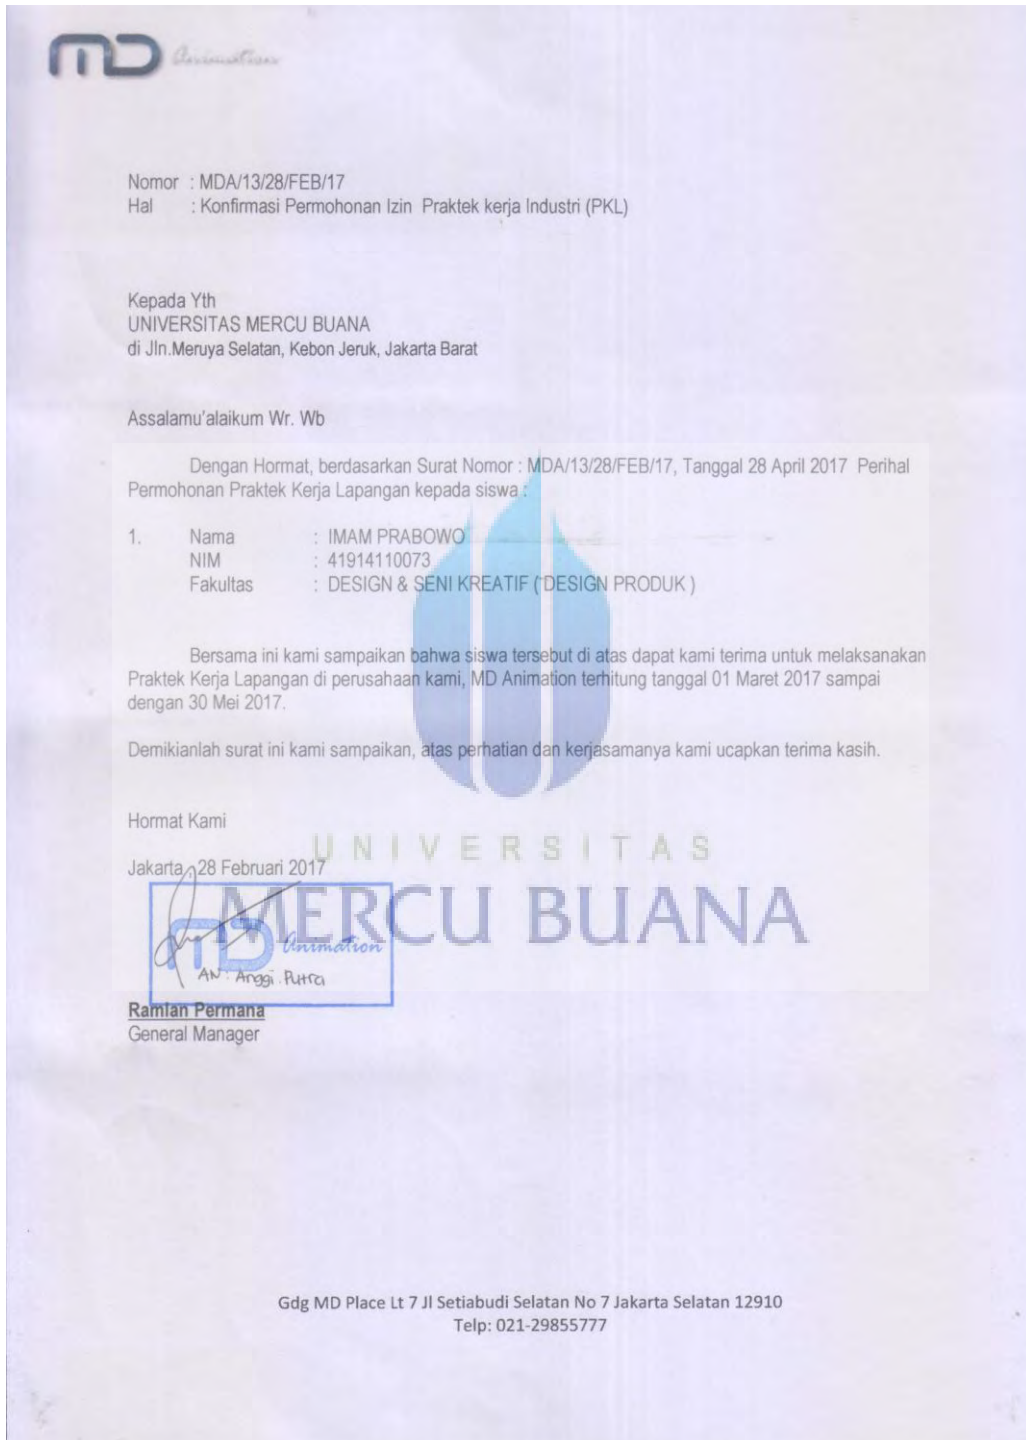 MD Animation
Nomor : MDA/13/28/FEB/17
Hal : Konfirmasi Permohonan Izin Praktek kerja Industri (PKL)
Kepada Yth
UNIVERSITAS MERCU BUANA
di Jln.Meruya Selatan, Kebon Jeruk, Jakarta Barat
Assalamu'alaikum Wr. Wb
Dengan Hormat, berdasarkan Surat Nomor : MDA/13/28/FEB/17, Tanggal 28 April 2017 Perihal
Permohonan Praktek Kerja Lapangan kepada siswa :
1. Nama : IMAM PRABOWO
NIM : 41914110073
Fakultas : DESIGN & SENI KREATIF ( DESIGN PRODUK )
Bersama ini kami sampaikan bahwa siswa tersebut di atas dapat kami terima untuk melaksanakan
Praktek Kerja Lapangan di perusahaan kami, MD Animation terhitung tanggal 01 Maret 2017 sampai
dengan 30 Mei 2017.
Demikianlah surat ini kami sampaikan, atas perhatian dan kerjasamanya kami ucapkan terima kasih.
Hormat Kami
UNIVERSITAS
Jakarta, 28 Februari 2017
MERCU BUANA
MD Animation
AN : Anggi Putra
Ramlan Permana
General Manager
Gdg MD Place Lt 7 Jl Setiabudi Selatan No 7 Jakarta Selatan 12910
Telp: 021-29855777